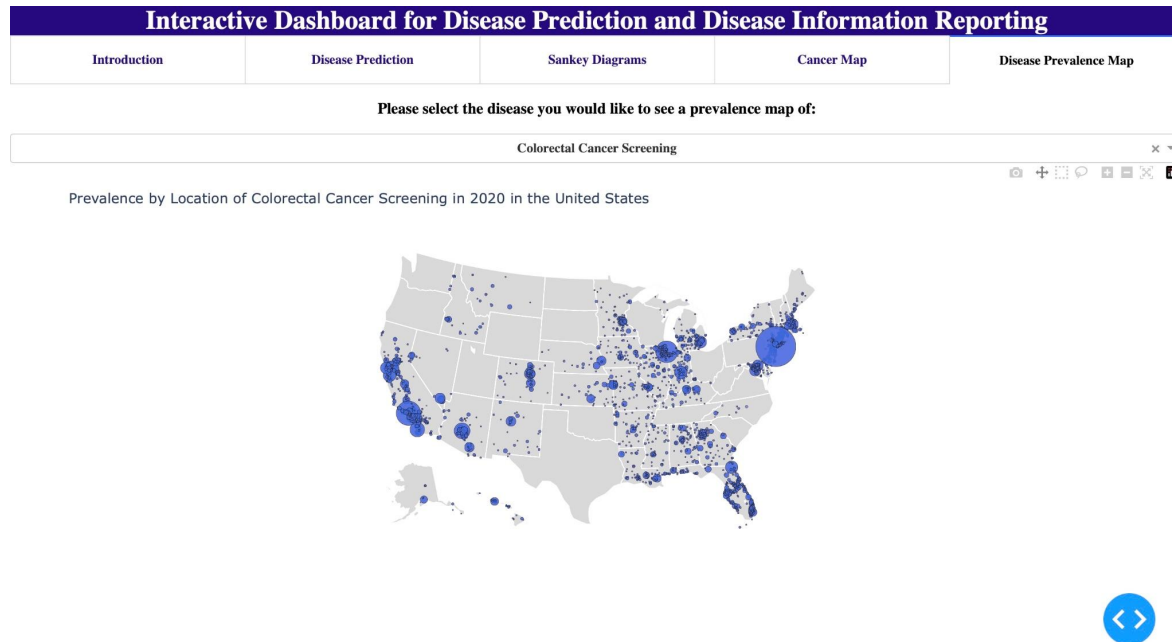 Interactive Dashboard for Disease Prediction and Disease Information Reporting
Introduction
Disease Prediction
Sankey Diagrams
Cancer Map
Disease Prevalence Map
Please select the disease you would like to see a prevalence map of:
Colorectal Cancer Screening
Prevalence by Location of Colorectal Cancer Screening in 2020 in the United States